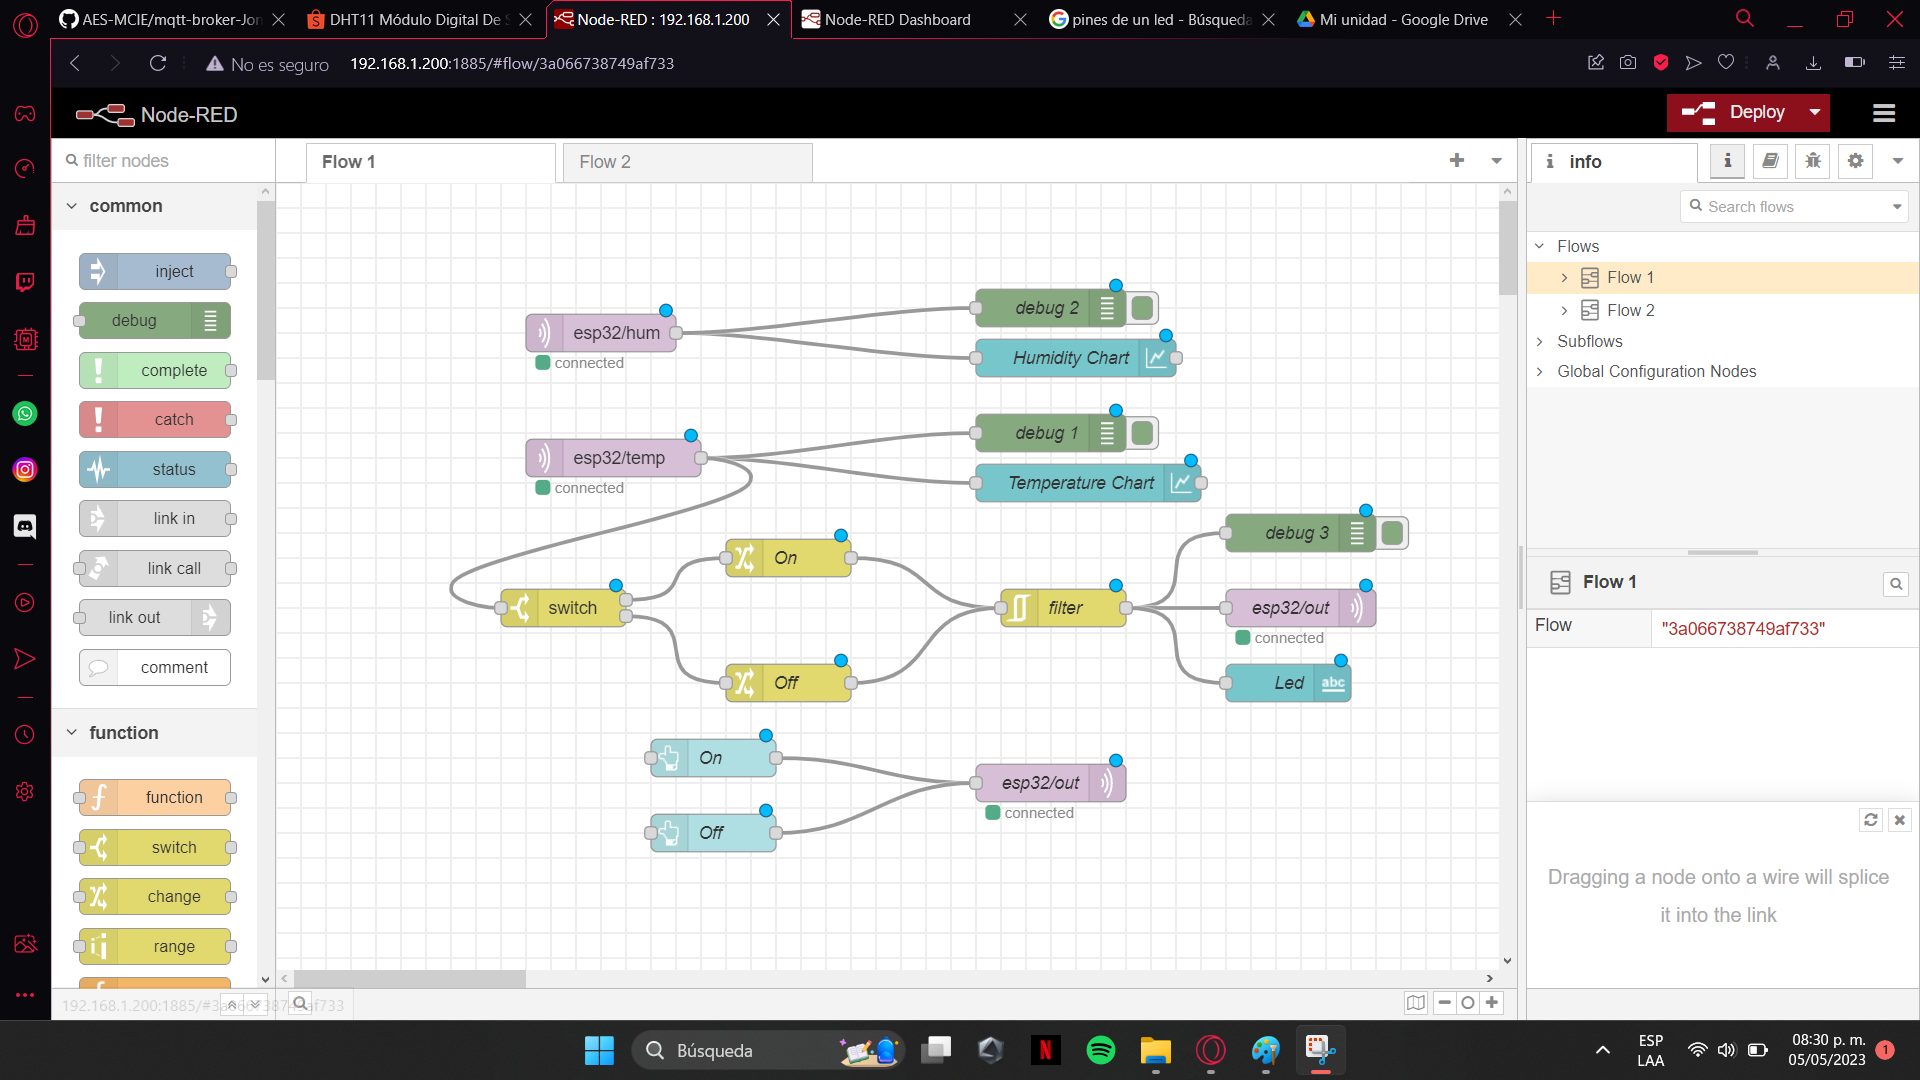 AES-MCIE/mqtt-broker-Jon
DHT11 Módulo Digital De S
Node-RED : 192.168.1.200
Node-RED Dashboard
pines de un led - Búsqueda
Mi unidad - Google Drive
No es seguro
192.168.1.200:1885/#flow/3a066738749af733
Node-RED
Deploy
filter nodes
Flow 1
Flow 2
info
Search flows
common
inject
debug
complete
catch
status
link in
link call
link out
comment
function
function
switch
change
range
esp32/hum
connected
debug 2
Humidity Chart
esp32/temp
connected
debug 1
Temperature Chart
switch
On
Off
filter
debug 3
esp32/out
connected
Led
abc
On
Off
esp32/out
connected
Flows
Flow 1
Flow 2
Subflows
Global Configuration Nodes
Flow 1
Flow
"3a066738749af733"
Dragging a node onto a wire will splice
it into the link
192.168.1.200:1885/#3a066738749af733
Búsqueda
N
ESP
LAA
08:30 p. m.
05/05/2023
1